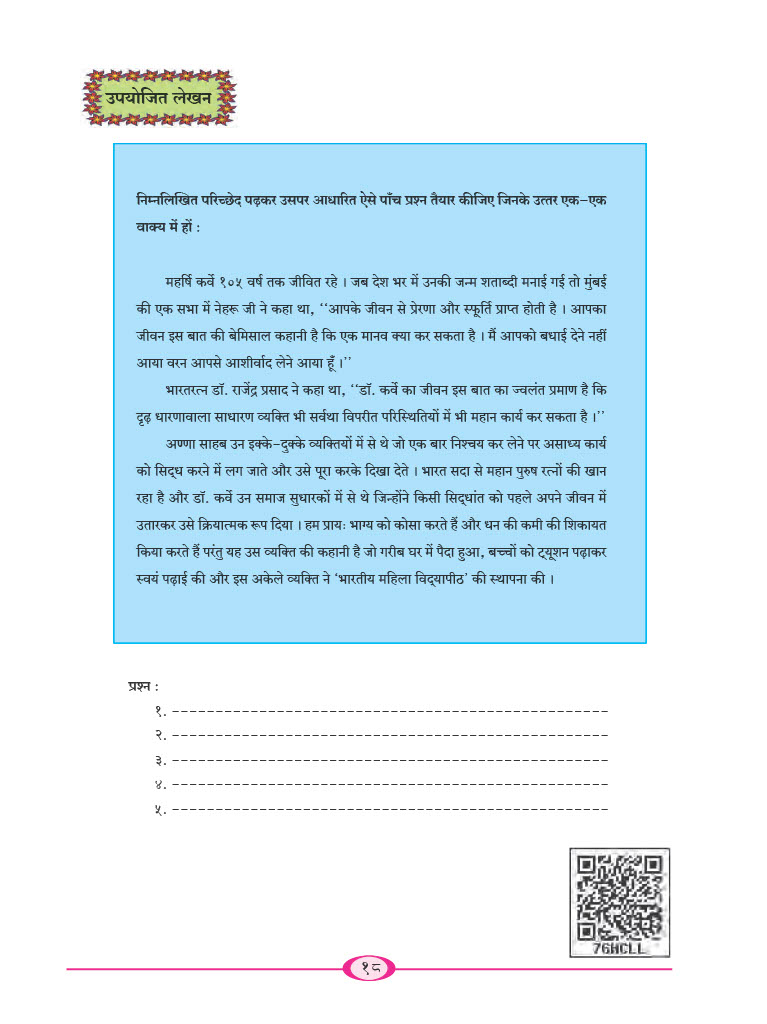 उपयोजित लेखन
निम्नलिखित परिच्छेद पढ़कर उसपर आधारित ऐसे पाँच प्रश्न तैयार कीजिए जिनके उत्तर एक-एक
वाक्य में हों :
महर्षि कर्वे १०५ वर्ष तक जीवित रहे । जब देश भर में उनकी जन्म शताब्दी मनाई गई तो मुंबई
की एक सभा में नेहरू जी ने कहा था, ‘‘आपके जीवन से प्रेरणा और स्फूर्ति प्राप्त होती है । आपका
जीवन इस बात की बेमिसाल कहानी है कि एक मानव क्या कर सकता है । मैं आपको बधाई देने नहीं
आया वरन आपसे आशीर्वाद लेने आया हूँ ।’’
भारतरत्न डॉ. राजेंद्र प्रसाद ने कहा था, ‘‘डॉ. कर्वे का जीवन इस बात का ज्वलंत प्रमाण है कि
दृढ़ धारणावाला साधारण व्यक्ति भी सर्वथा विपरीत परिस्थितियों में भी महान कार्य कर सकता है ।’’
अण्णा साहब उन इक्के-दुक्के व्यक्तियों में से थे जो एक बार निश्चय कर लेने पर असाध्य कार्य
को सिद्ध करने में लग जाते और उसे पूरा करके दिखा देते । भारत सदा से महान पुरुष रत्नों की खान
रहा है और डॉ. कर्वे उन समाज सुधारकों में से थे जिन्होंने किसी सिद्धांत को पहले अपने जीवन में
उतारकर उसे क्रियात्मक रूप दिया । हम प्रायः भाग्य को कोसा करते हैं और धन की कमी की शिकायत
किया करते हैं परंतु यह उस व्यक्ति की कहानी है जो गरीब घर में पैदा हुआ, बच्चों को ट्यूशन पढ़ाकर
स्वयं पढ़ाई की और इस अकेले व्यक्ति ने ‘भारतीय महिला विद्यापीठ’ की स्थापना की ।
प्रश्न :
१. --------------------------------------------------
२. --------------------------------------------------
३. --------------------------------------------------
४. --------------------------------------------------
५. --------------------------------------------------
76HCLL
१८